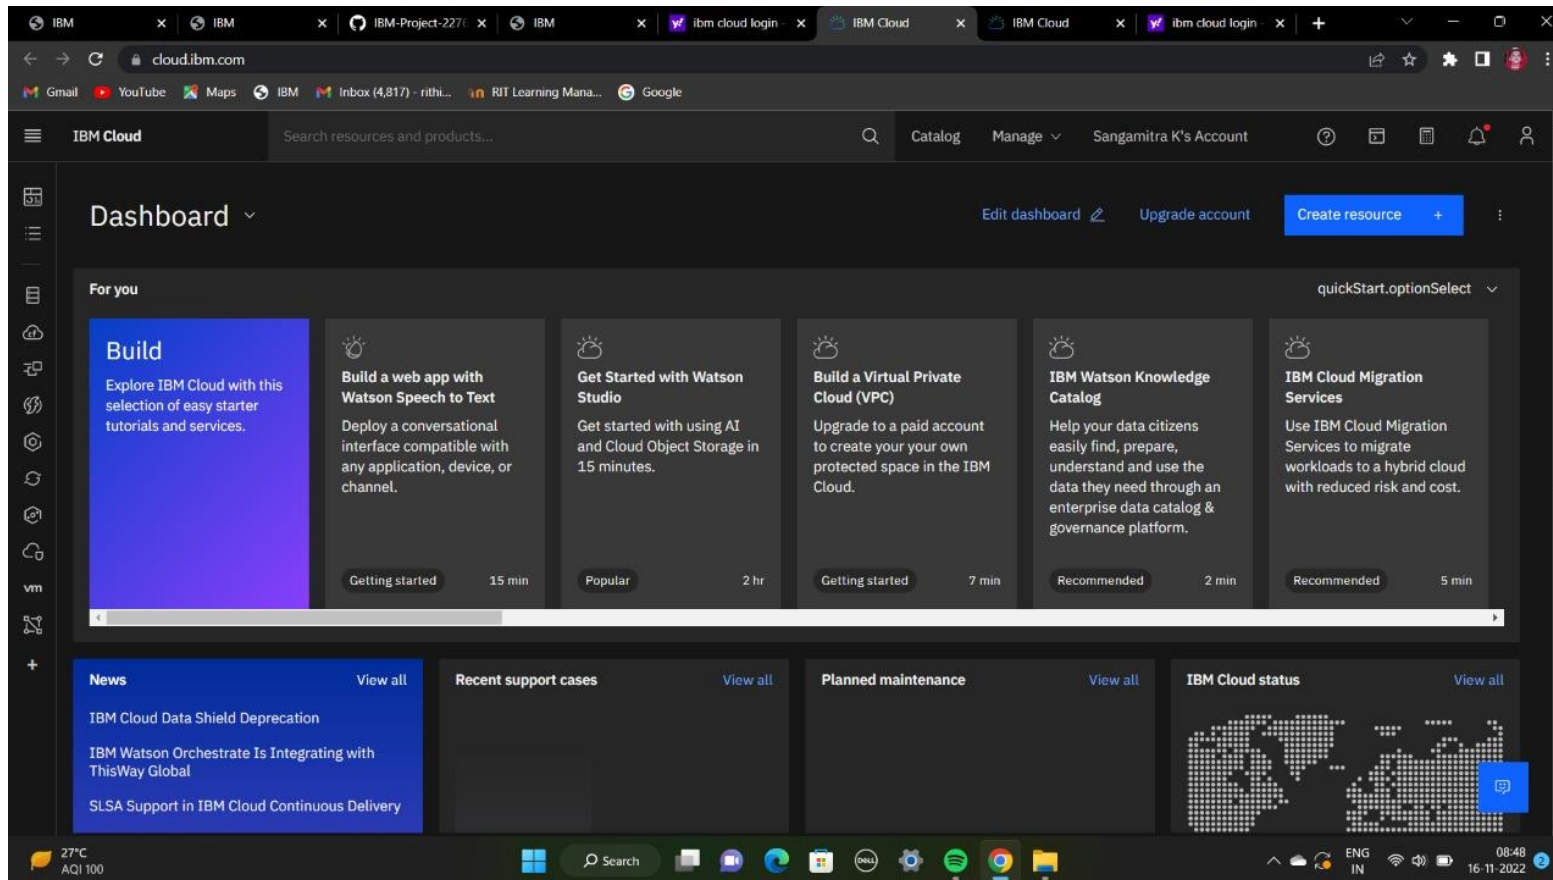 IBM
IBM
IBM-Project-2276
IBM
ibm cloud login -
IBM Cloud
IBM Cloud
ibm cloud login -
cloud.ibm.com
Gmail
YouTube
Maps
IBM
Inbox (4,817) - rithi...
RIT Learning Mana...
Google
IBM Cloud
Search resources and products...
Catalog
Manage
Sangamitra K's Account
Dashboard
Edit dashboard
Upgrade account
Create resource +
For you
quickStart.optionSelect
Build
Explore IBM Cloud with this
selection of easy starter
tutorials and services.
Build a web app with
Watson Speech to Text
Deploy a conversational
interface compatible with
any application, device, or
channel.
Getting started 15 min
Get Started with Watson
Studio
Get started with using AI
and Cloud Object Storage in
15 minutes.
Popular 2 hr
Build a Virtual Private
Cloud (VPC)
Upgrade to a paid account
to create your your own
protected space in the IBM
Cloud.
Getting started 7 min
IBM Watson Knowledge
Catalog
Help your data citizens
easily find, prepare,
understand and use the
data they need through an
enterprise data catalog &
governance platform.
Recommended 2 min
IBM Cloud Migration
Services
Use IBM Cloud Migration
Services to migrate
workloads to a hybrid cloud
with reduced risk and cost.
Recommended 5 min
vm
News View all
IBM Cloud Data Shield Deprecation
IBM Watson Orchestrate Is Integrating with
ThisWay Global
SLSA Support in IBM Cloud Continuous Delivery
Recent support cases View all
Planned maintenance View all
IBM Cloud status View all
27°C
AQI 100
Search
DELL
ENG
IN
08:48
16-11-2022
2